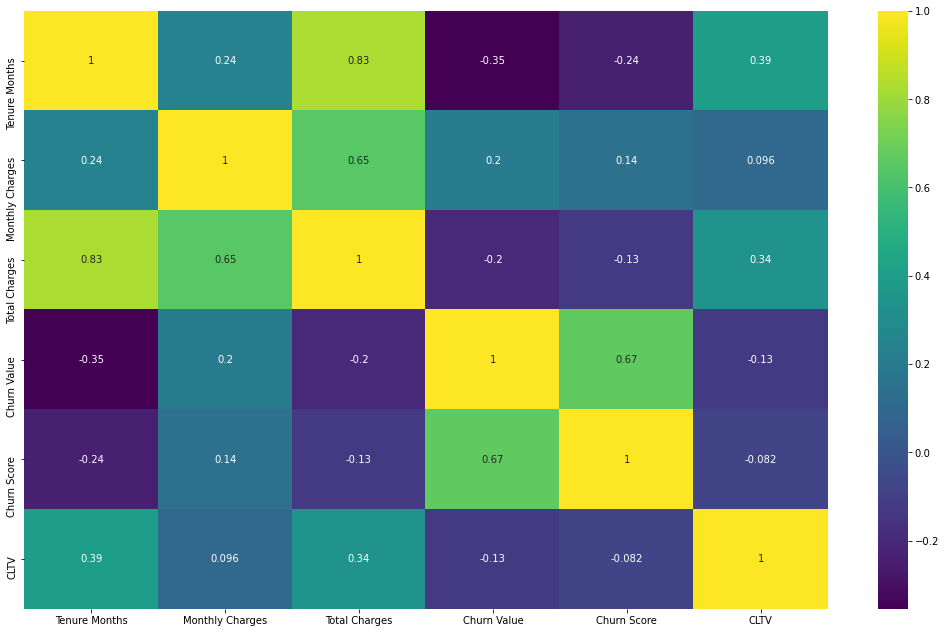 Tenure Months 1 0.24 0.83 -0.35 -0.24 0.39
Monthly Charges 0.24 1 0.65 0.2 0.14 0.096
Total Charges 0.83 0.65 1 -0.2 -0.13 0.34
Churn Value -0.35 0.2 -0.2 1 0.67 -0.13
Churn Score -0.24 0.14 -0.13 0.67 1 -0.082
CLTV 0.39 0.096 0.34 -0.13 -0.082 1
Tenure Months Monthly Charges Total Charges Churn Value Churn Score CLTV
1.0
0.8
0.6
0.4
0.2
0.0
−0.2